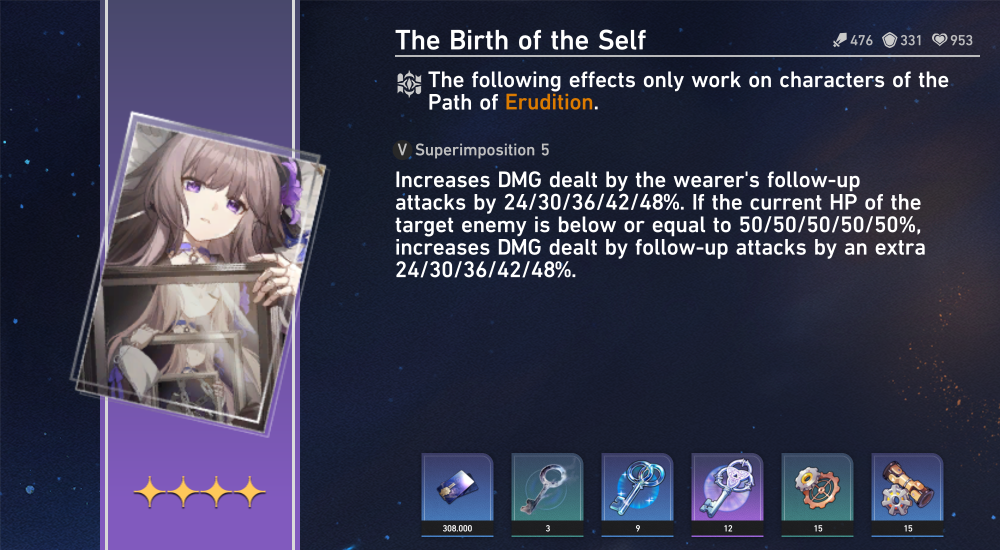 The Birth of the Self
476 331 953
The following effects only work on characters of the
Path of Erudition.
V Superimposition 5
Increases DMG dealt by the wearer's follow-up
attacks by 24/30/36/42/48%. If the current HP of the
target enemy is below or equal to 50/50/50/50/50%,
increases DMG dealt by follow-up attacks by an extra
24/30/36/42/48%.
308.000 3 9 12 15 15